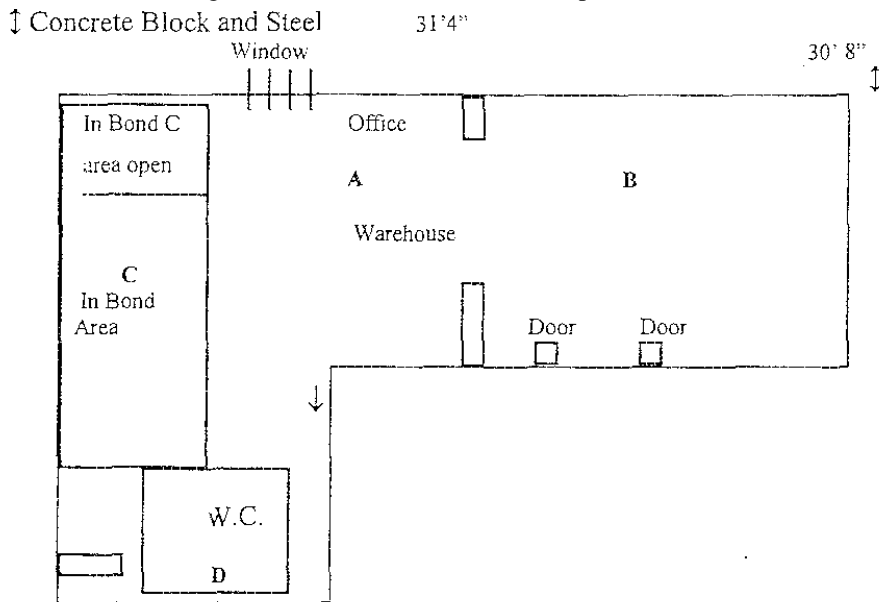 ↕ Concrete Block and Steel 31'4"
Window 30' 8"
In Bond C Office
area open A B
Warehouse
C
In Bond
Area Door Door
W.C.
D